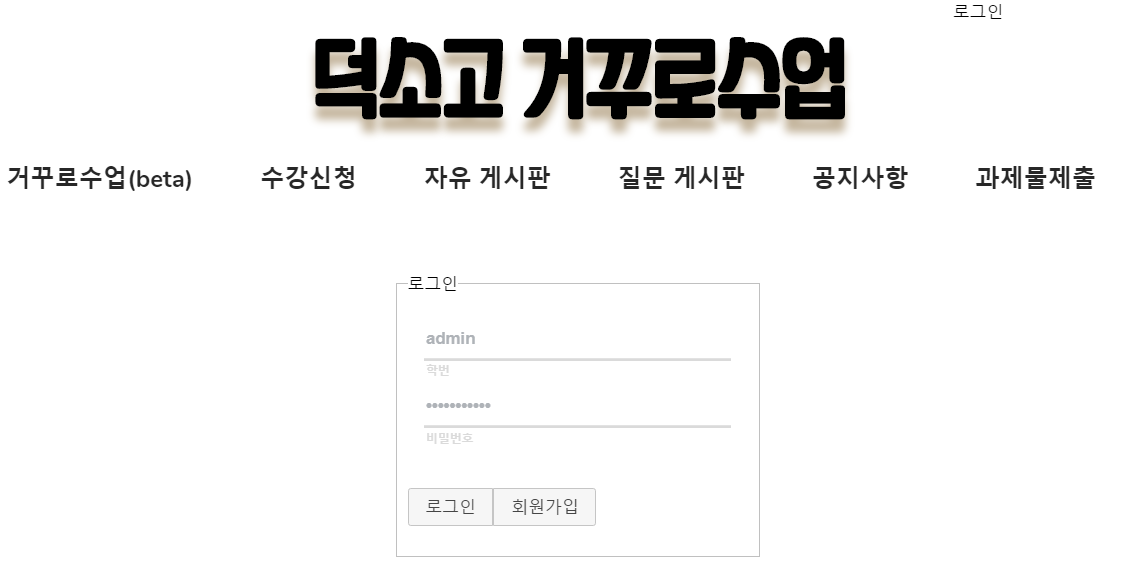 로그인
덕소고 거꾸로수업
거꾸로수업(beta) 수강신청 자유 게시판 질문 게시판 공지사항 과제물제출
로그인
admin
학번
•••••••••••
비밀번호
로그인 회원가입